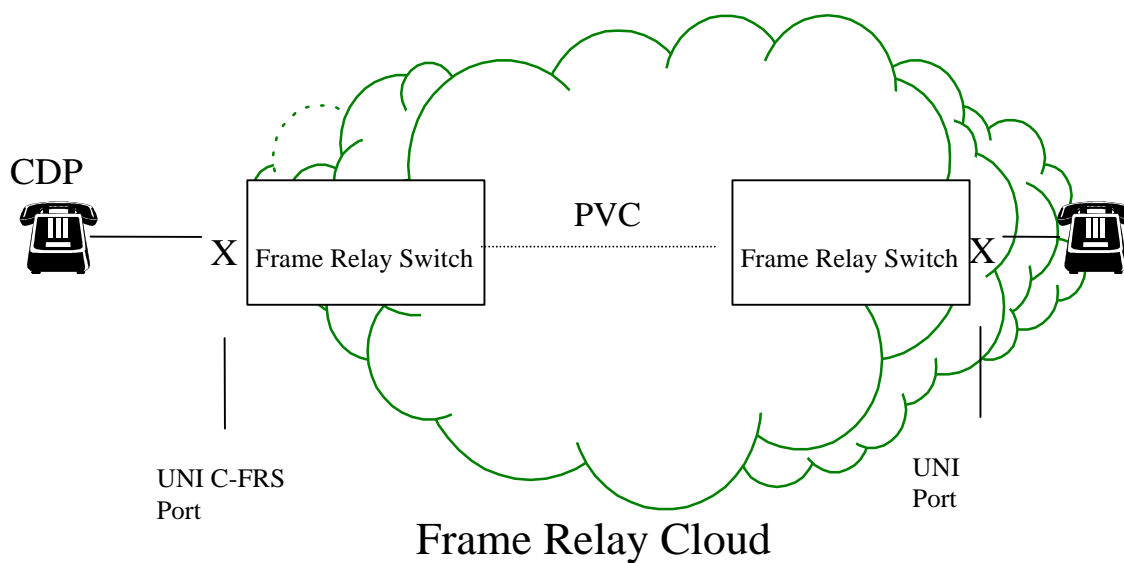 CDP
PVC
X
Frame Relay Switch
Frame Relay Switch
X
UNI C-FRS
Port
UNI
Port
Frame Relay Cloud